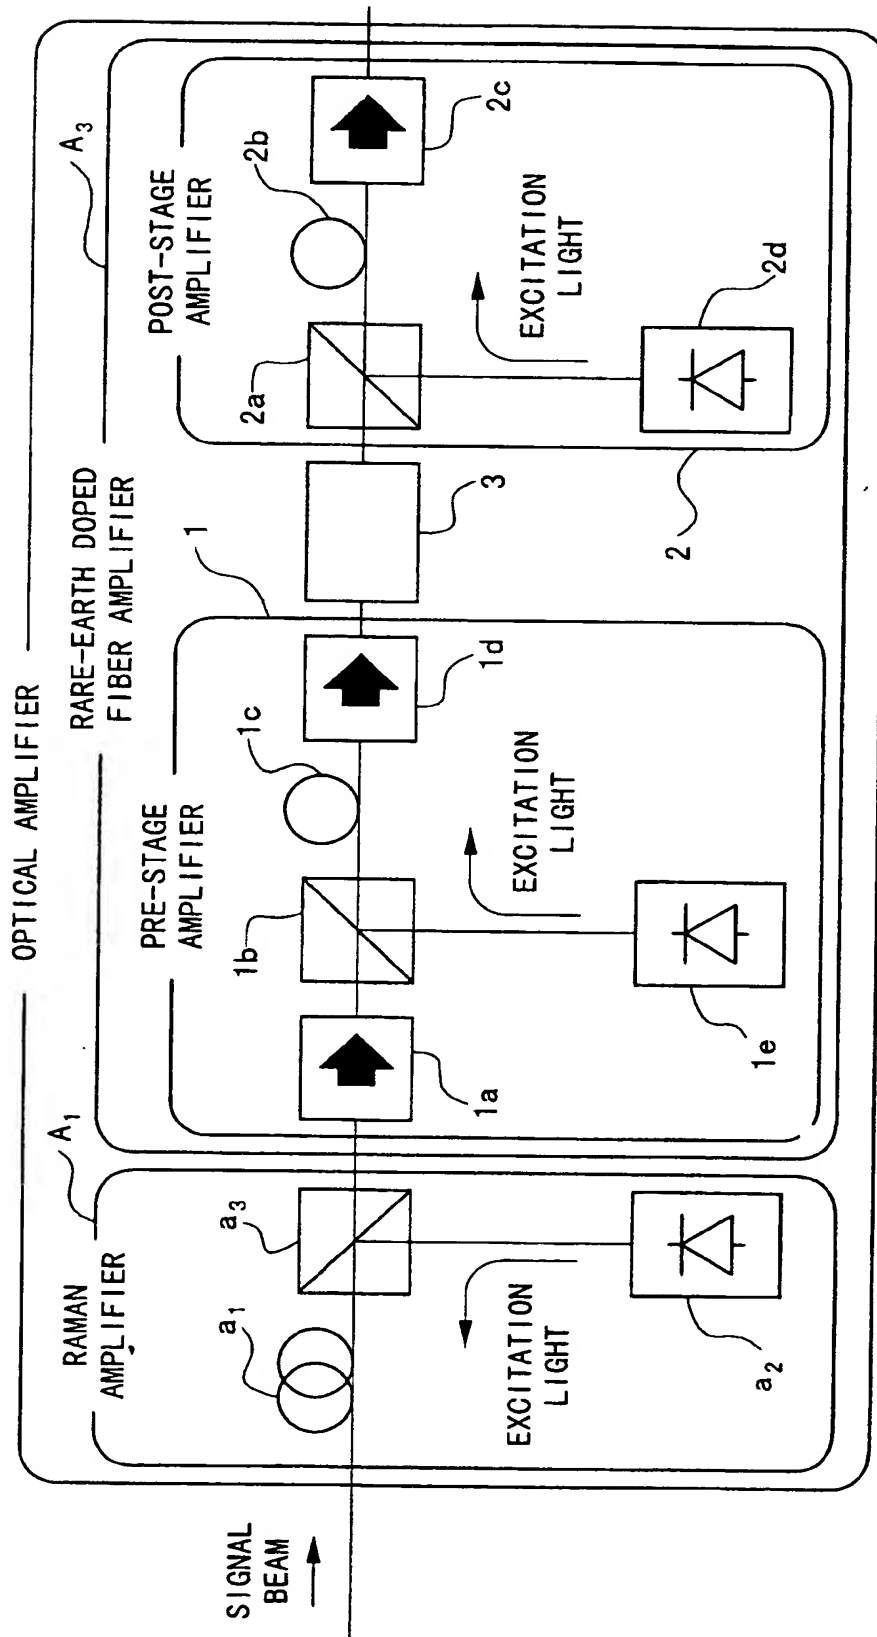 OPTICAL AMPLIFIER
RARE-EARTH DOPED
FIBER AMPLIFIER
A3
A1
RAMAN
AMPLIFIER
PRE-STAGE
AMPLIFIER
1
POST-STAGE
AMPLIFIER
SIGNAL
BEAM
a1
a3
1a
1b
1c
1d
3
2a
2b
2c
EXCITATION
LIGHT
EXCITATION
LIGHT
EXCITATION
LIGHT
a2
1e
2
2d